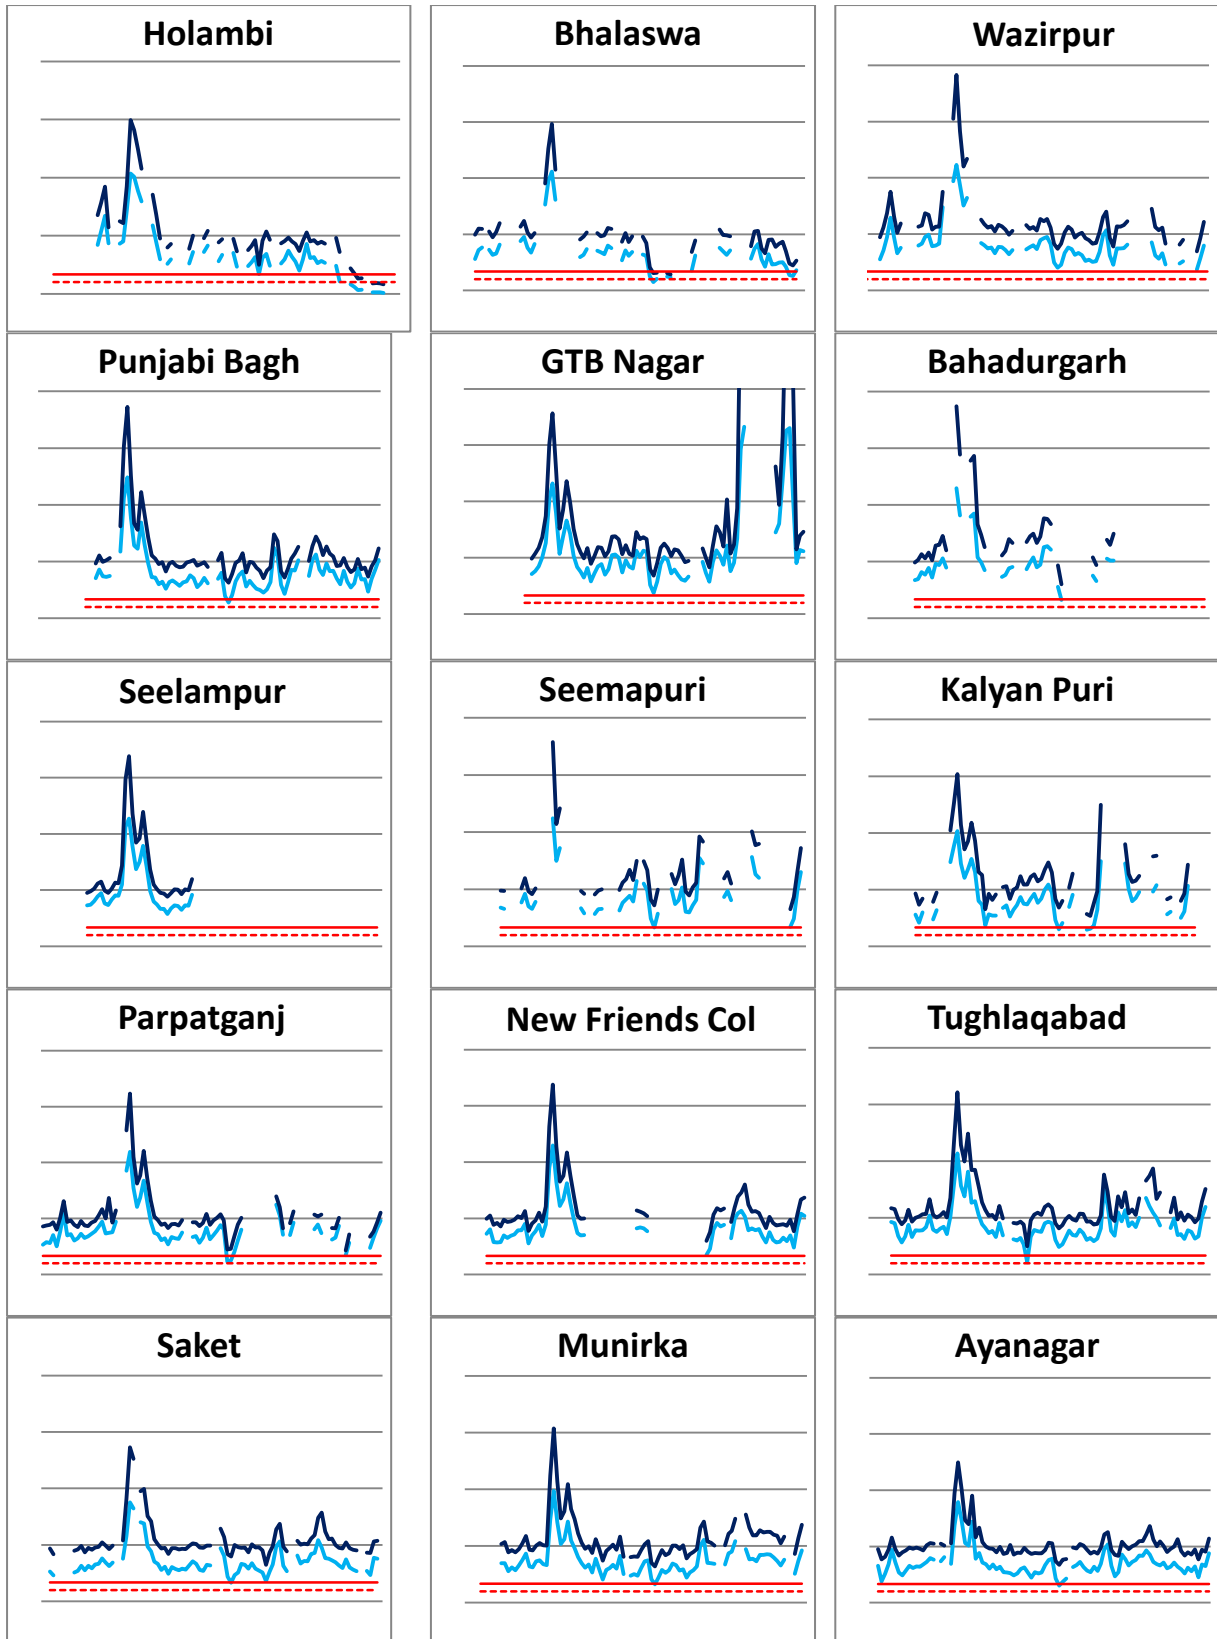 Holambi
Bhalaswa
Wazirpur
Punjabi Bagh
GTB Nagar
Bahadurgarh
Seelampur
Seemapuri
Kalyan Puri
Parpatganj
New Friends Col
Tughlaqabad
Saket
Munirka
Ayanagar